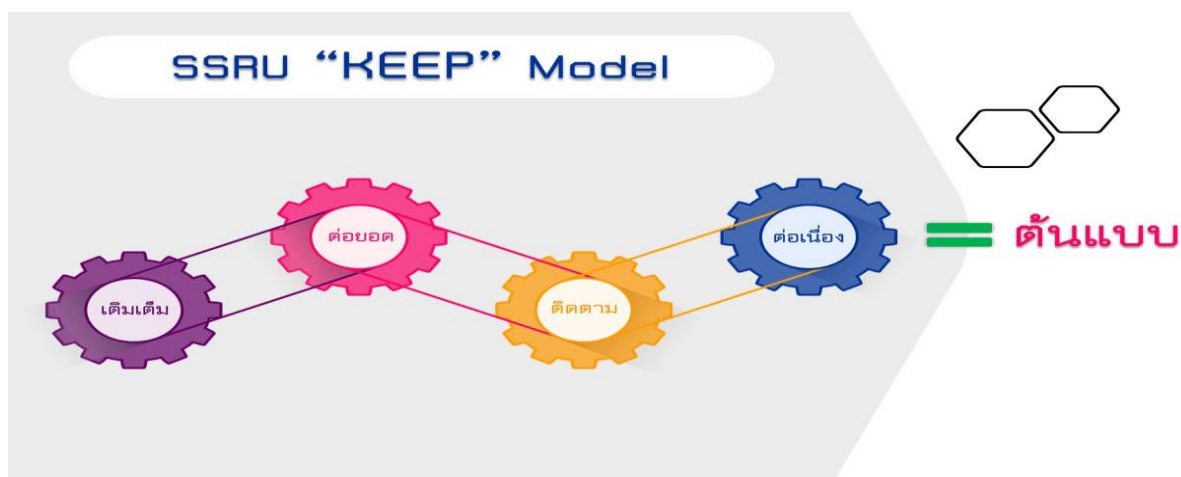 SSRU “KEEP” Model
เติมเต็ม
ต่อยอด
ติดตาม
ต่อเนื่อง
= ต้นแบบ